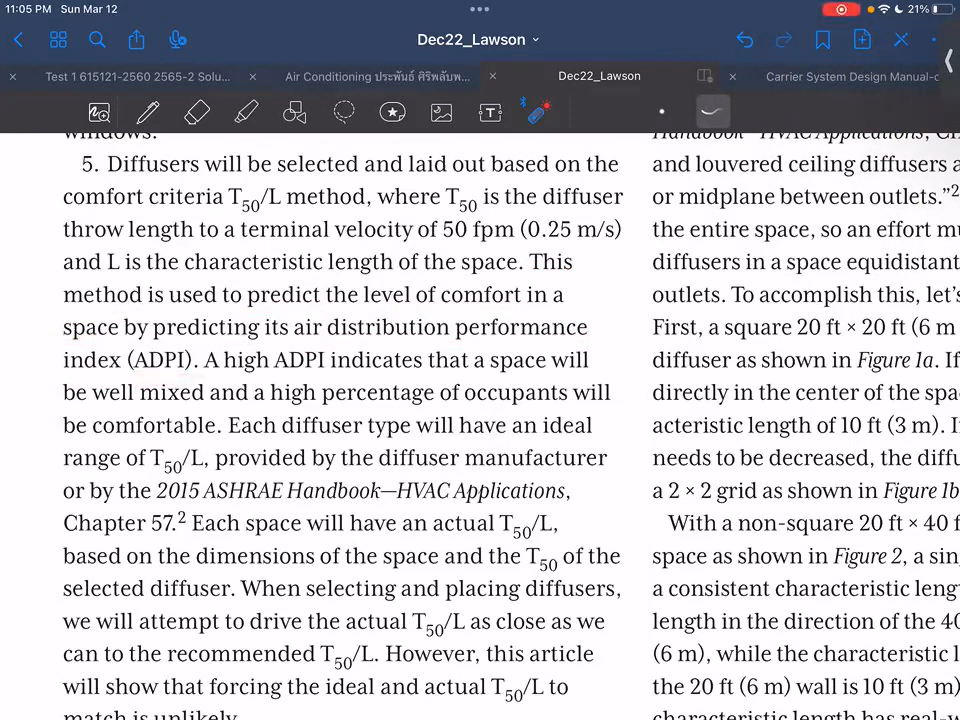 11:05 PM Sun Mar 12
21%
Dec22_Lawson
Test 1 615121-2560 2565-2 Solu...
Air Conditioning ประพันธ์ ศิริพลับพ...
Dec22_Lawson
Carrier System Design Manual-c
windows.
5. Diffusers will be selected and laid out based on the
comfort criteria T50/L method, where T50 is the diffuser
throw length to a terminal velocity of 50 fpm (0.25 m/s)
and L is the characteristic length of the space. This
method is used to predict the level of comfort in a
space by predicting its air distribution performance
index (ADPI). A high ADPI indicates that a space will
be well mixed and a high percentage of occupants will
be comfortable. Each diffuser type will have an ideal
range of T50/L, provided by the diffuser manufacturer
or by the 2015 ASHRAE Handbook—HVAC Applications,
Chapter 57.2 Each space will have an actual T50/L,
based on the dimensions of the space and the T50 of the
selected diffuser. When selecting and placing diffusers,
we will attempt to drive the actual T50/L as close as we
can to the recommended T50/L. However, this article
will show that forcing the ideal and actual T50/L to
match is unlikely.
Handbook—HVAC Applications, C
and louvered ceiling diffusers a
or midplane between outlets.”2
the entire space, so an effort mu
diffusers in a space equidistant
outlets. To accomplish this, let’s
First, a square 20 ft × 20 ft (6 m
diffuser as shown in Figure 1a. If
directly in the center of the spa
acteristic length of 10 ft (3 m). I
needs to be decreased, the diffu
a 2 × 2 grid as shown in Figure 1b
With a non-square 20 ft × 40 f
space as shown in Figure 2, a sin
a consistent characteristic leng
length in the direction of the 40
(6 m), while the characteristic l
the 20 ft (6 m) wall is 10 ft (3 m)
characteristic length has real-w